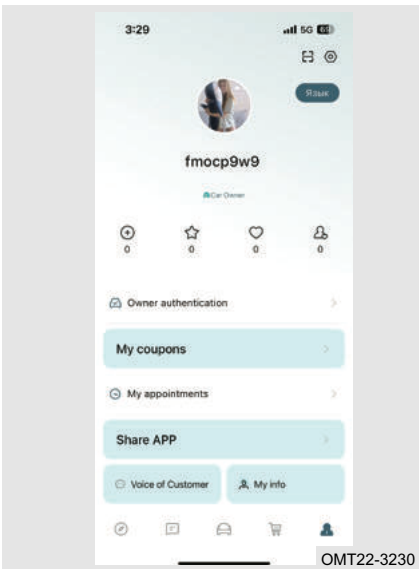 3:29 5G 65
Язык
fmocp9w9
Car Owner
0 0 0 0
Owner authentication
My coupons
My appointments
Share APP
Voice of Customer My info
OMT22-3230